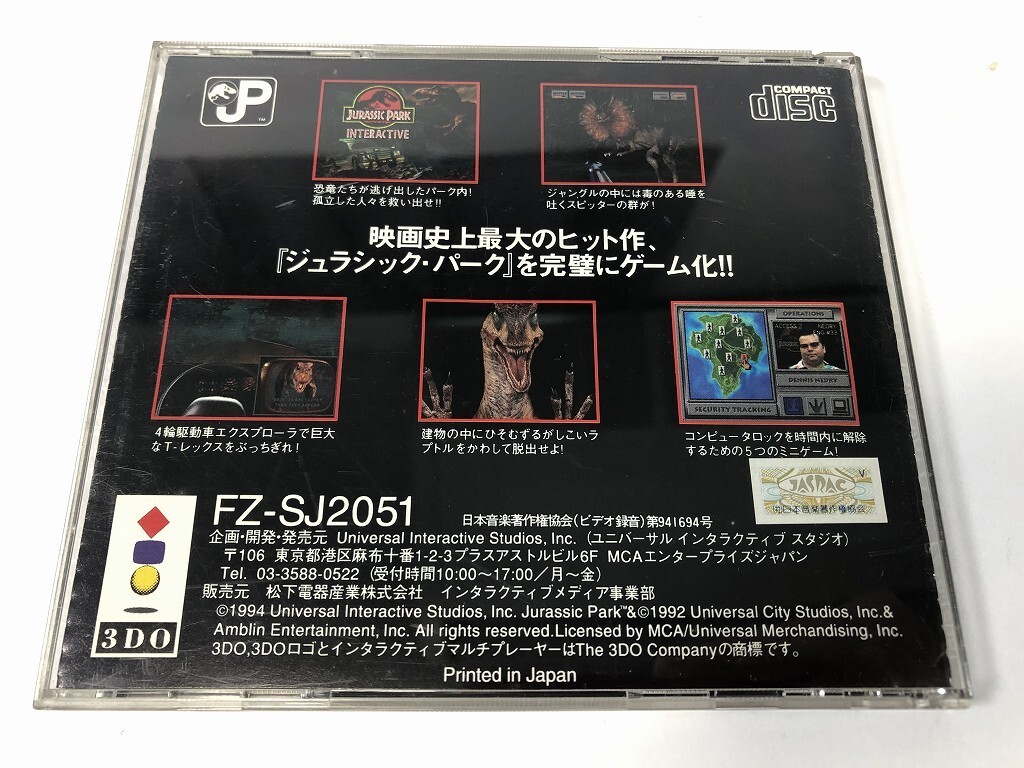 JP
TM
JURASSIC PARK
INTERACTIVE
COMPACT
disc
恐竜たちが逃げ出したパーク内!
孤立した人々を救い出せ!!
ジャングルの中には毒のある唾を
吐くスピッターの群が!
映画史上最大のヒット作、
『ジュラシック・パーク』を完璧にゲーム化!!
OPERATIONS
ACCESS 2 NEDRY
DENNIS NEDRY
SECURITY TRACKING
4輪駆動車エクスプローラで巨大
なT-レックスをぶっちぎれ!
建物の中にひそむずるがしこいラ
プトルをかわして脱出せよ!
コンピュータロックを時間内に解除
するための5つのミニゲーム!
JASRAC
V
日本音楽著作権協会
FZ-SJ2051
日本音楽著作権協会(ビデオ録音)第941694号
企画・開発・発売元 Universal Interactive Studios, Inc. (ユニバーサル インタラクティブ スタジオ)
〒106 東京都港区麻布十番1-2-3プラスアストルビル6F MCAエンタープライズジャパン
Tel. 03-3588-0522 (受付時間10:00～17:00/月～金)
販売元 松下電器産業株式会社 インタラクティブメディア事業部
©1994 Universal Interactive Studios, Inc. Jurassic Park™&©1992 Universal City Studios, Inc.&
Amblin Entertainment, Inc. All rights reserved.Licensed by MCA/Universal Merchandising, Inc.
3DO,3DOロゴとインタラクティブマルチプレーヤーはThe 3DO Companyの商標です。
3DO
Printed in Japan